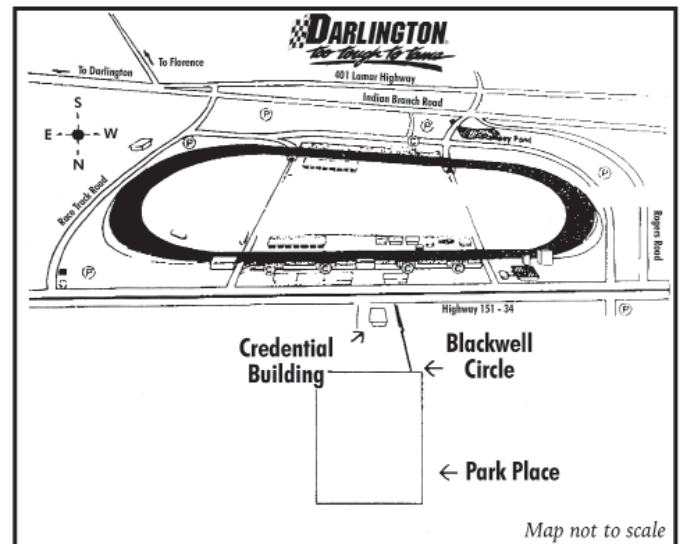 DARLINGTON
too tough to tame
401 Lamar Highway
To Florence
To Darlington
Indian Branch Road
S
E W
N
P
P
P
P
P
Pond
Race Track Road
Rogers Road
P
Highway 151 - 34
P
Credential
Building
Blackwell
Circle
Park Place
Map not to scale